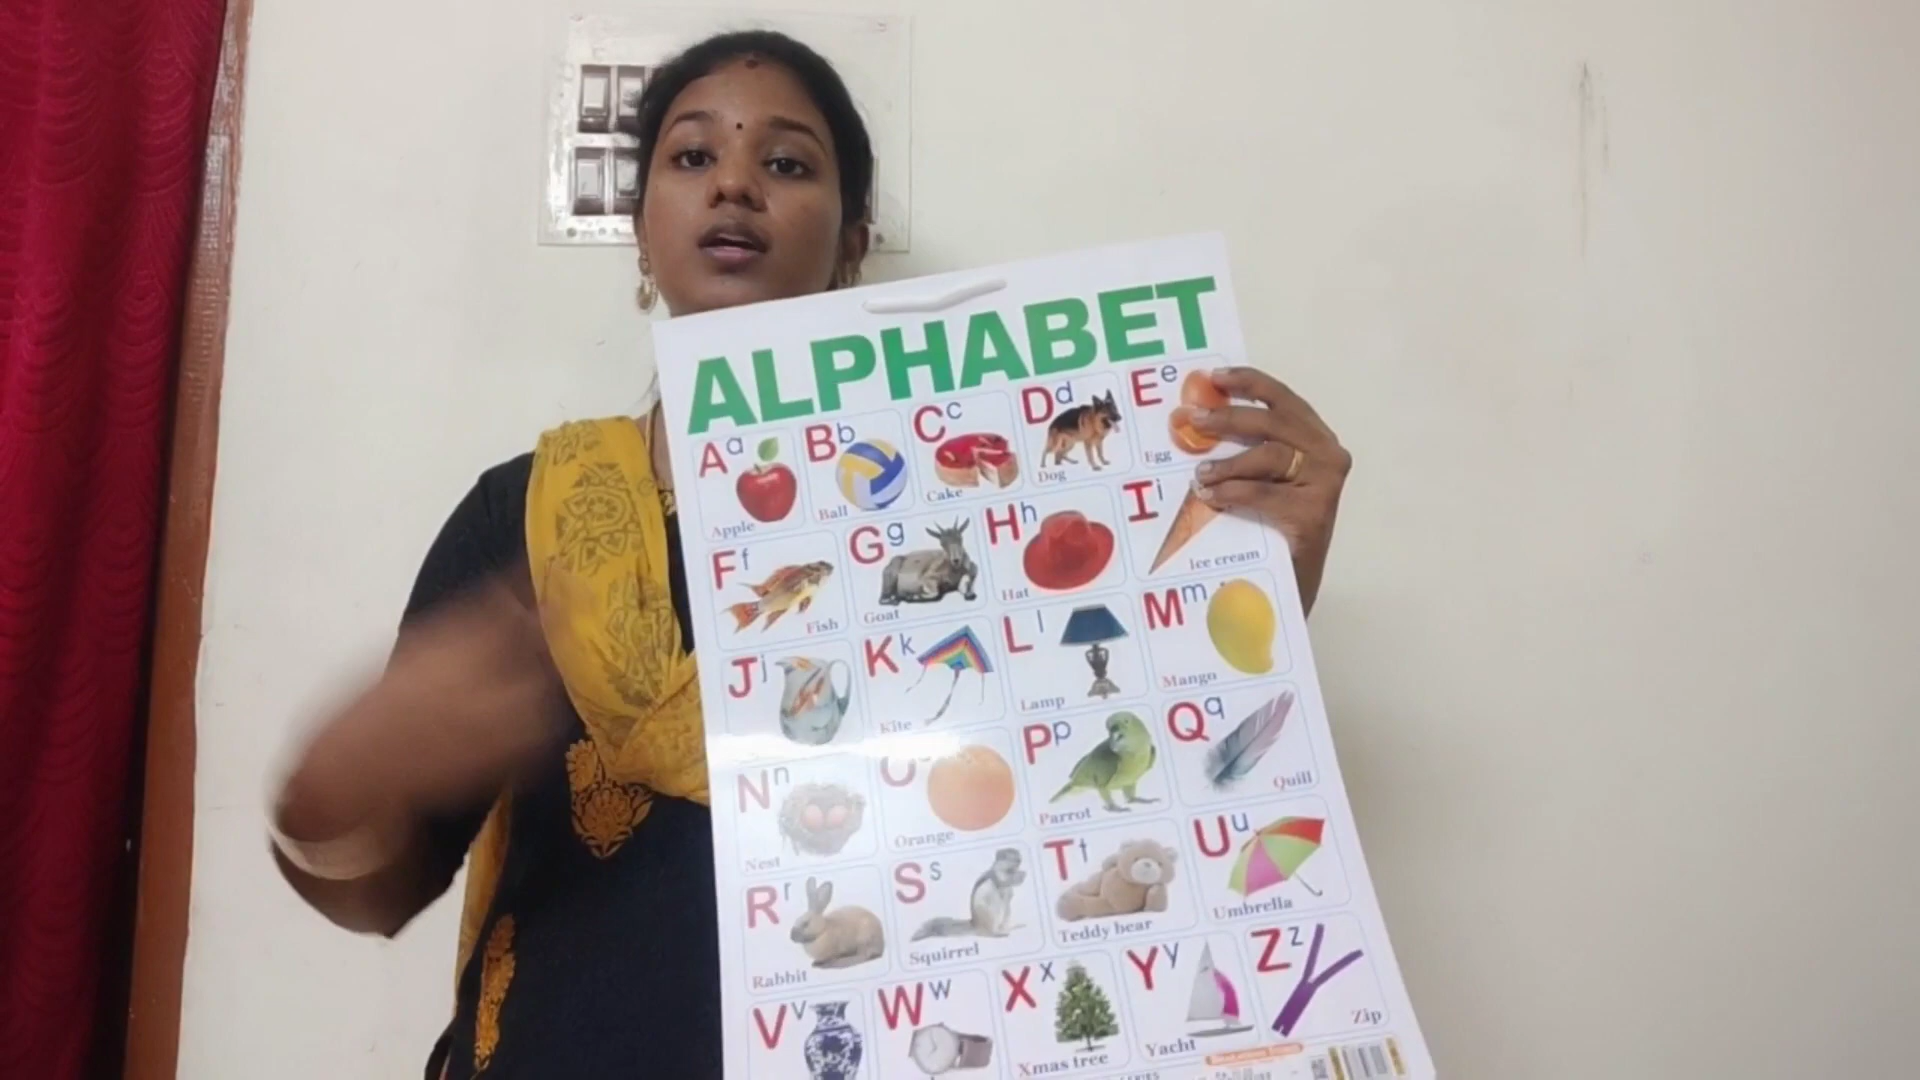 ALPHABET
Aa Bb Cc Dd Ee
Apple Ball Cake Dog Egg
Ff Gg Hh Ii
Fish Goat Hat Ice cream
Jj Kk Ll Mm
Kite Lamp Mango
Nn O Pp Qq
Nest Orange Parrot Quill
Rr Ss Tt Uu
Rabbit Squirrel Teddy bear Umbrella
Vv Ww Xx Yy Zz
Xmas tree Yacht Zip